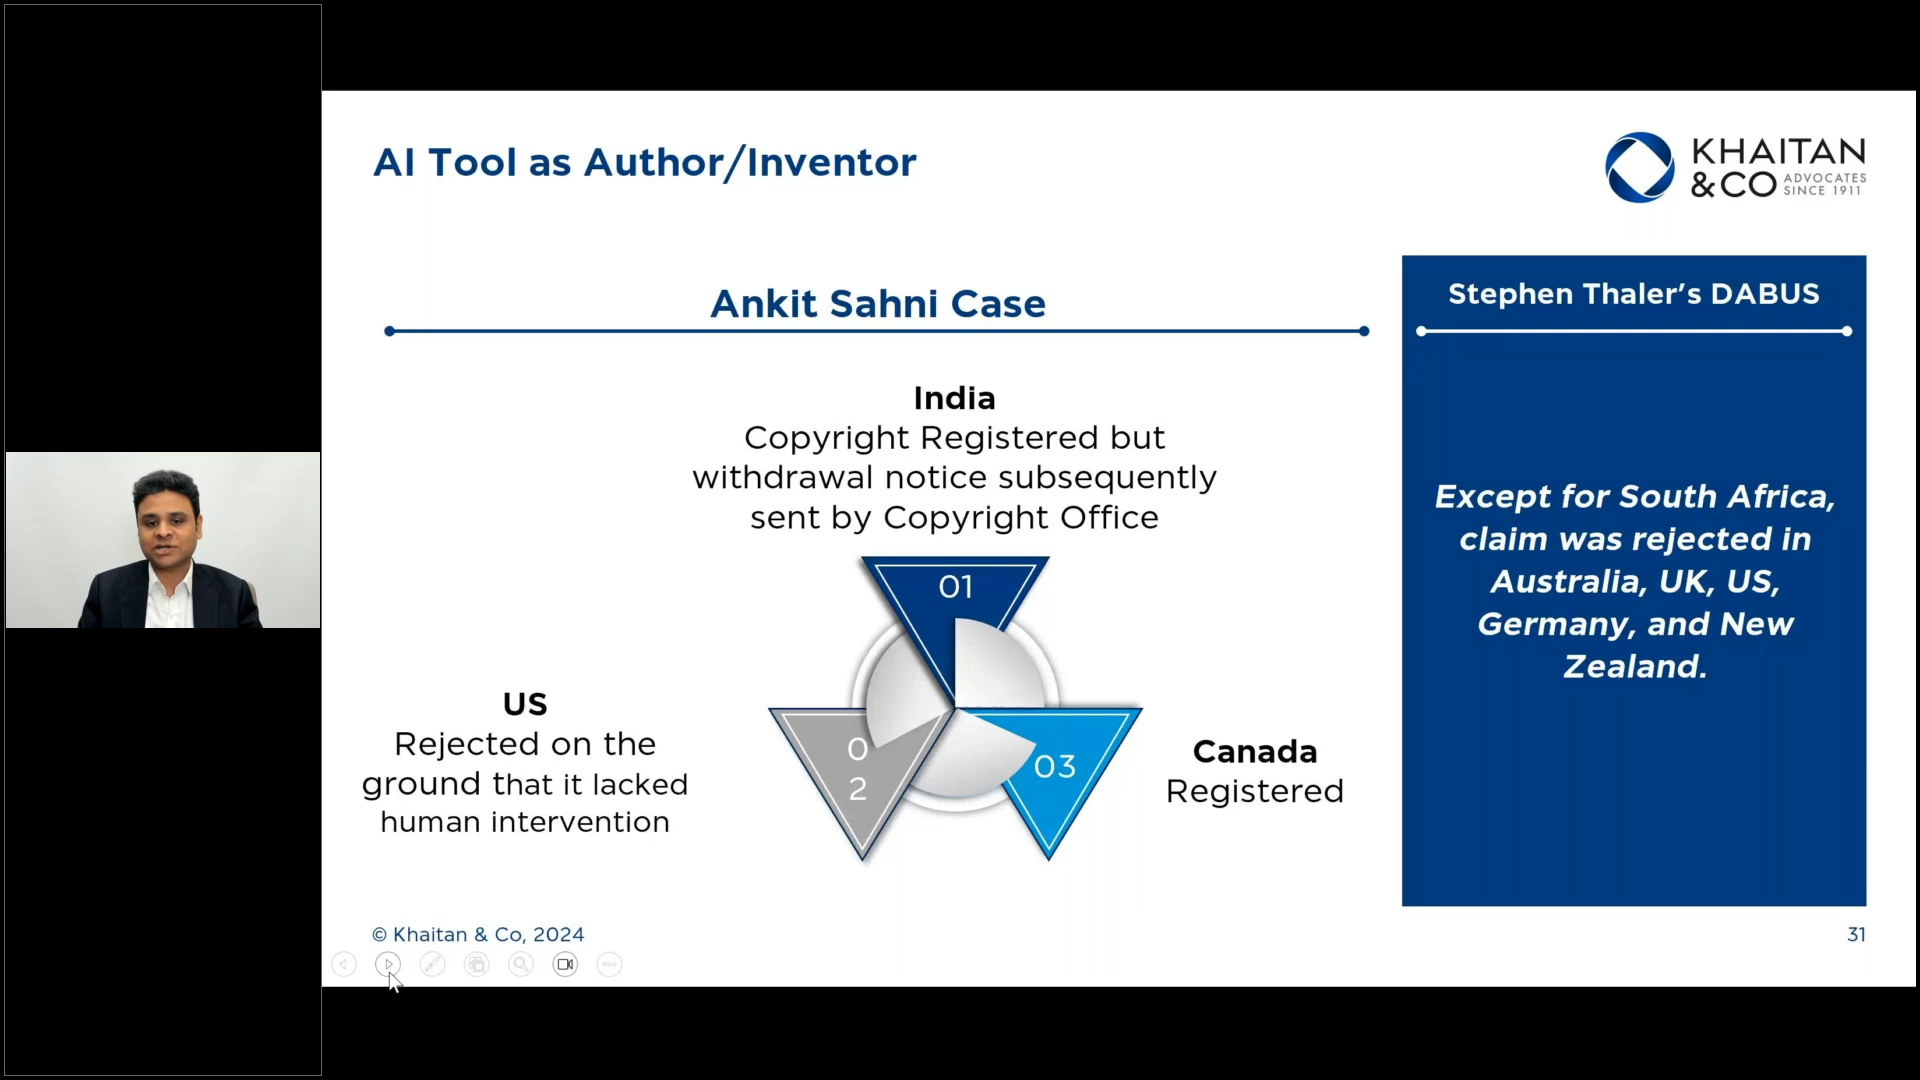 AI Tool as Author/Inventor
KHAITAN
&CO ADVOCATES
SINCE 1911
Ankit Sahni Case
India
Copyright Registered but
withdrawal notice subsequently
sent by Copyright Office
01
US
Rejected on the
ground that it lacked
human intervention
0
2
03
Canada
Registered
Stephen Thaler’s DABUS
Except for South Africa,
claim was rejected in
Australia, UK, US,
Germany, and New
Zealand.
© Khaitan & Co, 2024
31